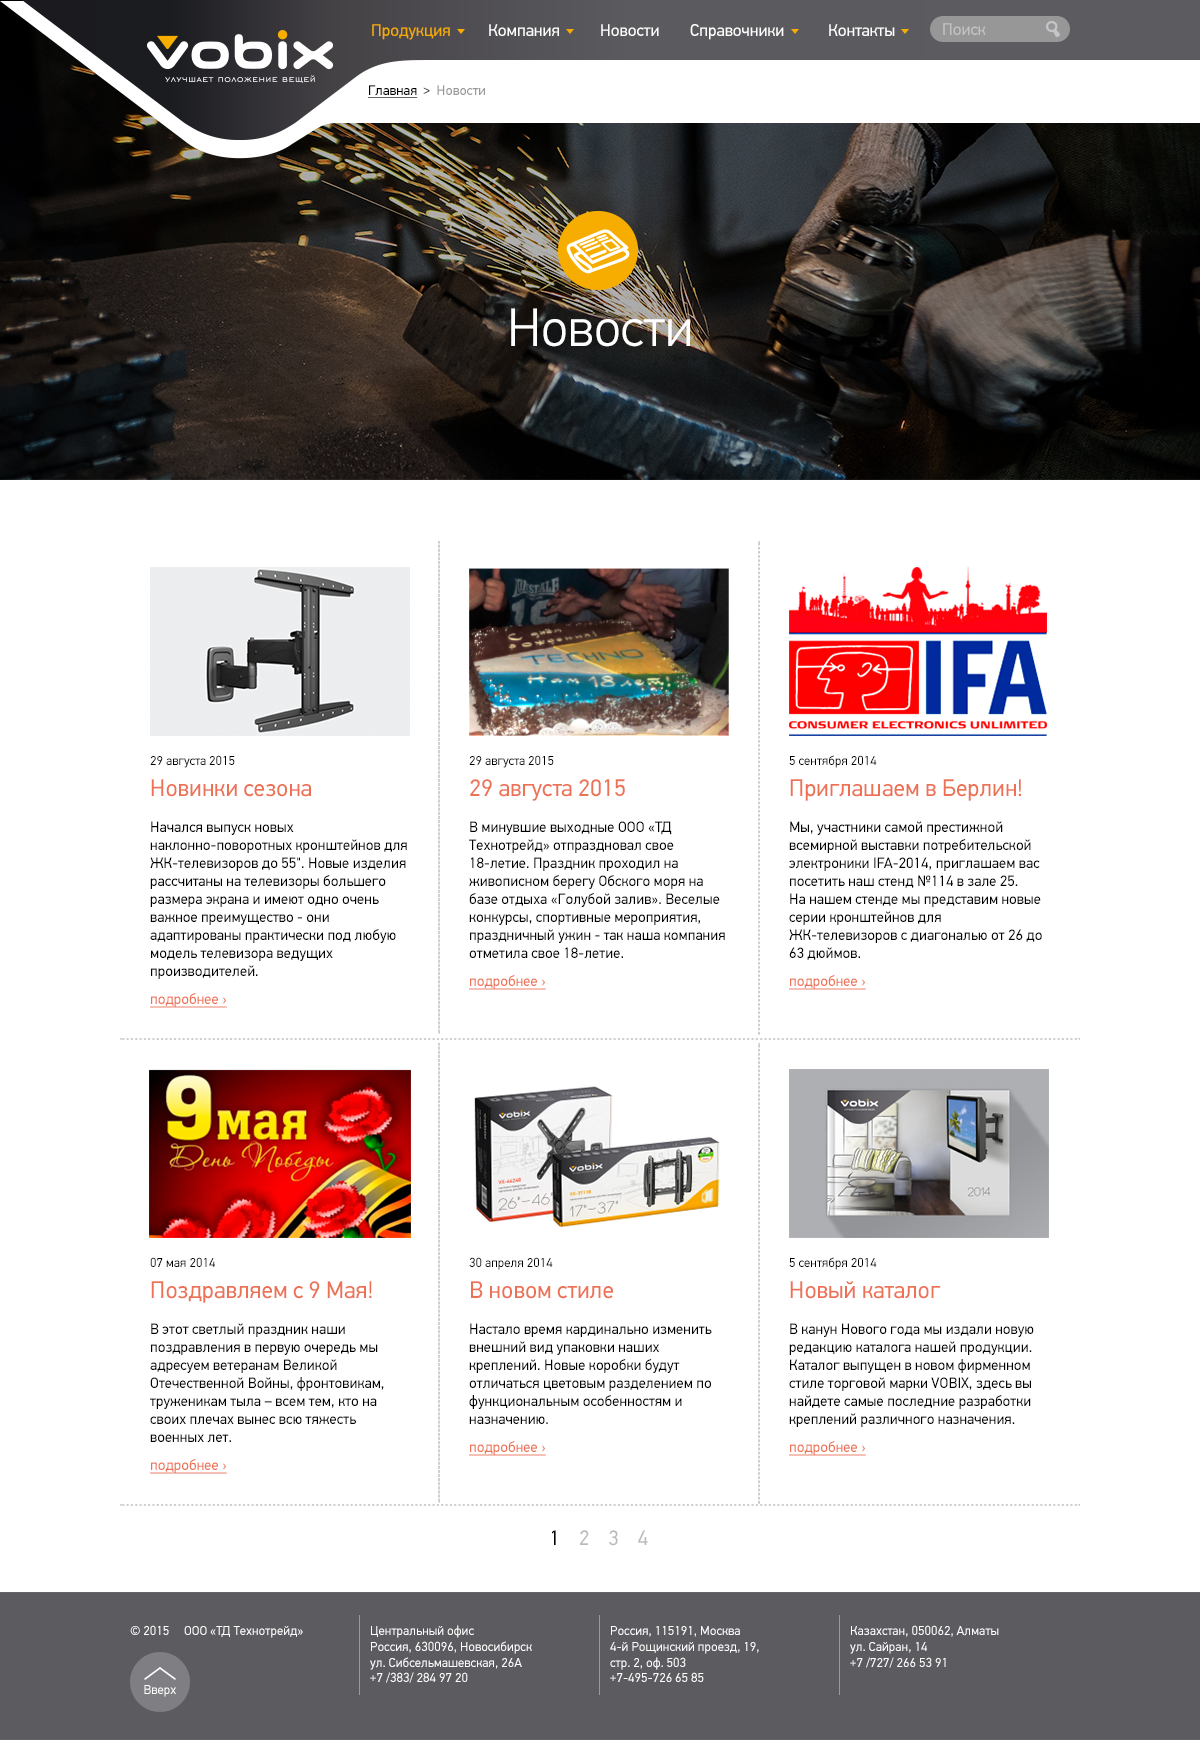 vobix
УЛУЧШАЕТ ПОЛОЖЕНИЕ ВЕЩЕЙ
Продукция Компания Новости Справочники Контакты Поиск
Главная > Новости
Новости
С днём
рождения!
TECHNO
Нам 18 лет
IFA
CONSUMER ELECTRONICS UNLIMITED
29 августа 2015
Новинки сезона
Начался выпуск новых
наклонно-поворотных кронштейнов для
ЖК-телевизоров до 55". Новые изделия
рассчитаны на телевизоры большего
размера экрана и имеют одно очень
важное преимущество - они
адаптированы практически под любую
модель телевизора ведущих
производителей.
подробнее ›
29 августа 2015
29 августа 2015
В минувшие выходные ООО «ТД
Технотрейд» отпраздновал свое
18-летие. Праздник проходил на
живописном берегу Обского моря на
базе отдыха «Голубой залив». Веселые
конкурсы, спортивные мероприятия,
праздничный ужин - так наша компания
отметила свое 18-летие.
подробнее ›
5 сентября 2014
Приглашаем в Берлин!
Мы, участники самой престижной
всемирной выставки потребительской
электроники IFA-2014, приглашаем вас
посетить наш стенд №114 в зале 25.
На нашем стенде мы представим новые
серии кронштейнов для
ЖК-телевизоров с диагональю от 26 до
63 дюймов.
подробнее ›
9 мая
День Победы
vobix
26"-46"
vobix
17"-37"
vobix
2014
07 мая 2014
Поздравляем с 9 Мая!
В этот светлый праздник наши
поздравления в первую очередь мы
адресуем ветеранам Великой
Отечественной Войны, фронтовикам,
труженикам тыла – всем тем, кто на
своих плечах вынес всю тяжесть
военных лет.
подробнее ›
30 апреля 2014
В новом стиле
Настало время кардинально изменить
внешний вид упаковки наших
креплений. Новые коробки будут
отличаться цветовым разделением по
функциональным особенностям и
назначению.
подробнее ›
5 сентября 2014
Новый каталог
В канун Нового года мы издали новую
редакцию каталога нашей продукции.
Каталог выпущен в новом фирменном
стиле торговой марки VOBIX, здесь вы
найдете самые последние разработки
креплений различного назначения.
подробнее ›
1 2 3 4
© 2015 ООО «ТД Технотрейд»
Вверх
Центральный офис
Россия, 630096, Новосибирск
ул. Сибсельмашевская, 26А
+7 /383/ 284 97 20
Россия, 115191, Москва
4-й Рощинский проезд, 19,
стр. 2, оф. 503
+7-495-726 65 85
Казахстан, 050062, Алматы
ул. Сайран, 14
+7 /727/ 266 53 91